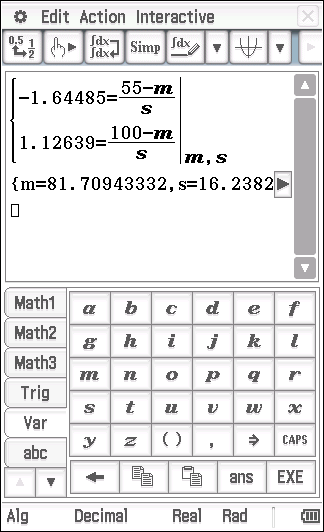 Edit Action Interactive
0.5 1 2 ∫dx ∫dx Simp ∫dx
-1.64485=55-m/s
1.12639=100-m/s m,s
{m=81.70943332,s=16.2382
Math1 a b c d e f
Math2 g h i j k l
Math3 m n o p q r
Trig s t u v w x
Var y z ( ) , ⇒ CAPS
abc ans EXE
Alg Decimal Real Rad